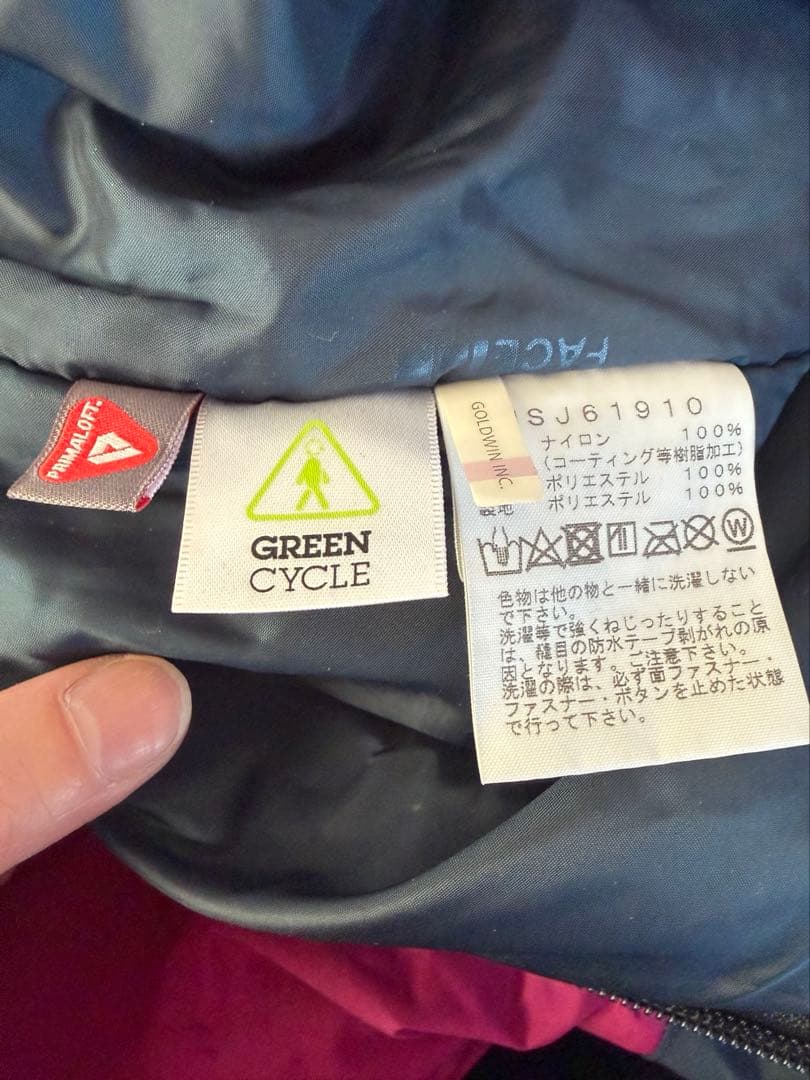 PRIMALOFT®
GREEN
CYCLE
GOLDWIN INC.
SJ61910
ナイロン 100%
(コーティング等樹脂加工)
ポリエステル 100%
裏地 ポリエステル 100%
W
色物は他の物と一緒に洗濯しない
で下さい。
洗濯等で強くねじったりすること
は、縫目の防水テープ剥がれの原
因となります。ご注意下さい。
洗濯の際は、必ず面ファスナー・
ファスナー・ボタンを止めた状態
で行って下さい。